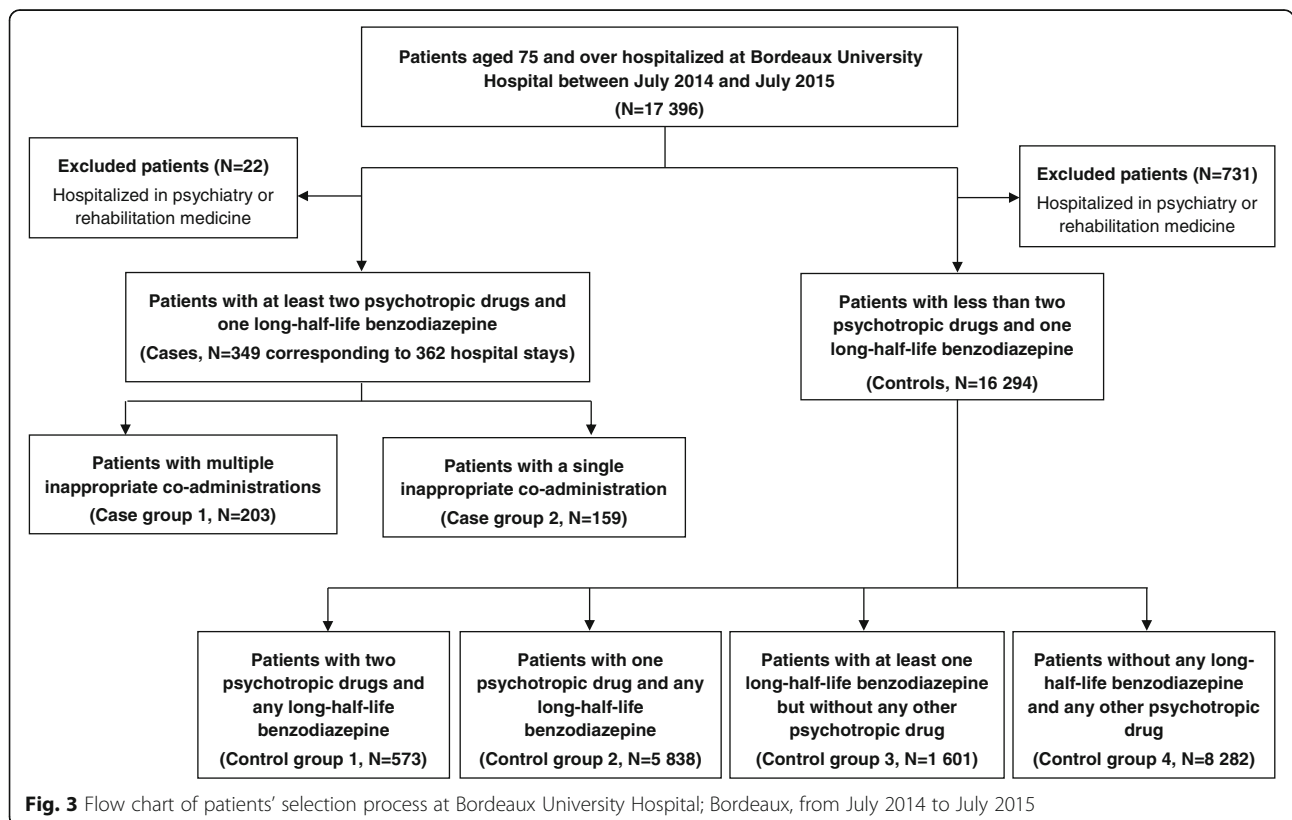 Patients aged 75 and over hospitalized at Bordeaux University
Hospital between July 2014 and July 2015
(N=17 396)
Excluded patients (N=22)
Hospitalized in psychiatry or
rehabilitation medicine
Excluded patients (N=731)
Hospitalized in psychiatry or
rehabilitation medicine
Patients with at least two psychotropic drugs and
one long-half-life benzodiazepine
(Cases, N=349 corresponding to 362 hospital stays)
Patients with less than two
psychotropic drugs and one
long-half-life benzodiazepine
(Controls, N=16 294)
Patients with multiple
inappropriate co-administrations
(Case group 1, N=203)
Patients with a single
inappropriate co-administration
(Case group 2, N=159)
Patients with two
psychotropic drugs and
any long-half-life
benzodiazepine
(Control group 1, N=573)
Patients with one
psychotropic drug and any
long-half-life
benzodiazepine
(Control group 2, N=5 838)
Patients with at least one
long-half-life benzodiazepine
but without any other
psychotropic drug
(Control group 3, N=1 601)
Patients without any long-
half-life benzodiazepine
and any other psychotropic
drug
(Control group 4, N=8 282)
Fig. 3 Flow chart of patients' selection process at Bordeaux University Hospital; Bordeaux, from July 2014 to July 2015